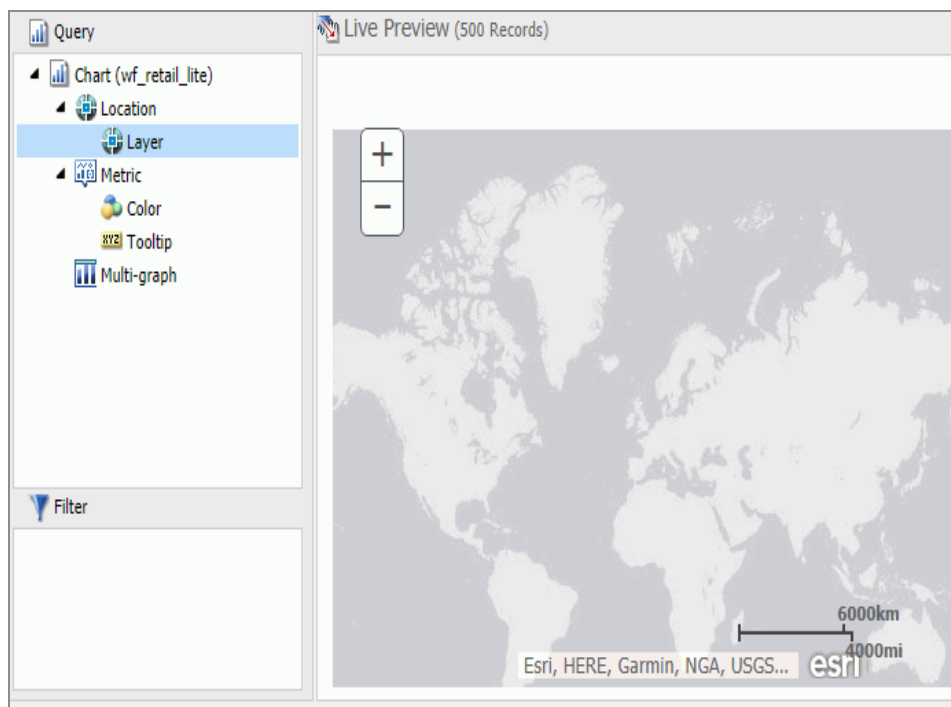 Query
Chart (wf_retail_lite)
Location
Layer
Metric
Color
XYZ Tooltip
Multi-graph
Filter
Live Preview (500 Records)
+
−
6000km
4000mi
Esri, HERE, Garmin, NGA, USGS...
esri